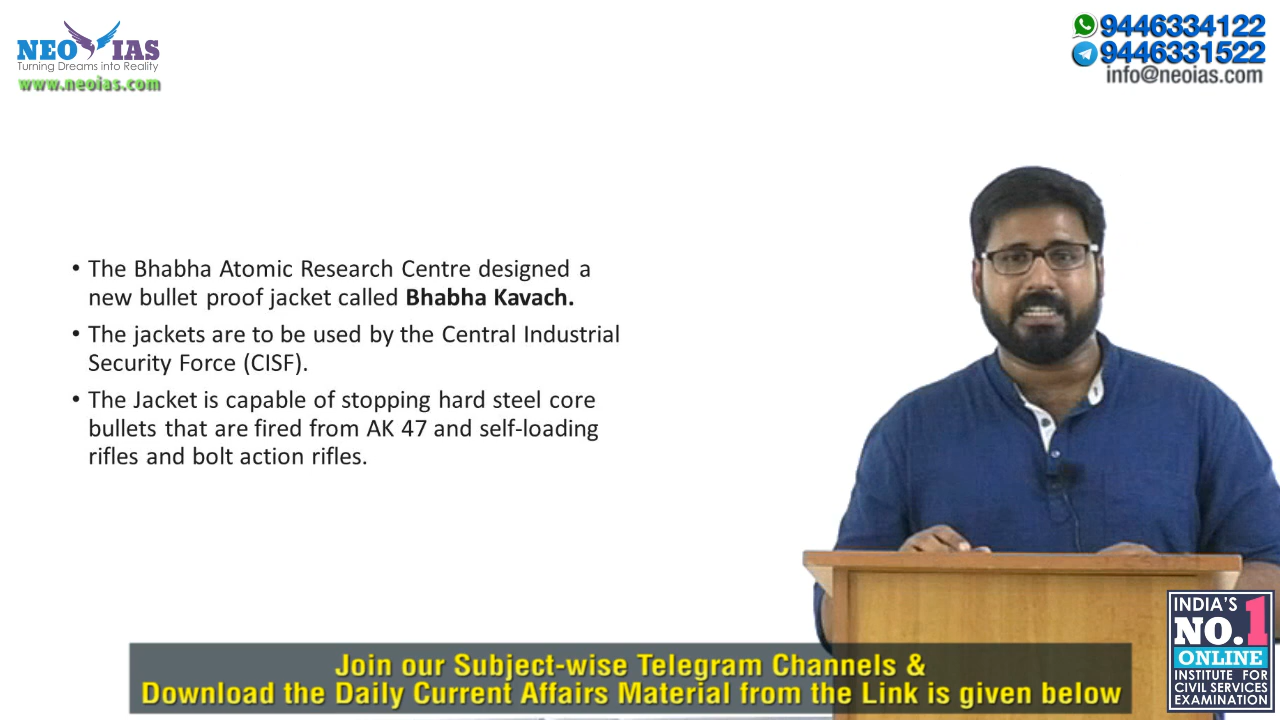 NEO IAS
Turning Dreams into Reality
www.neoias.com
9446334122
9446331522
info@neoias.com
• The Bhabha Atomic Research Centre designed a
new bullet proof jacket called Bhabha Kavach.
• The jackets are to be used by the Central Industrial
Security Force (CISF).
• The Jacket is capable of stopping hard steel core
bullets that are fired from AK 47 and self-loading
rifles and bolt action rifles.
INDIA'S
NO.1
ONLINE
INSTITUTE FOR
CIVIL SERVICES
EXAMINATION
Join our Subject-wise Telegram Channels &
Download the Daily Current Affairs Material from the Link is given below